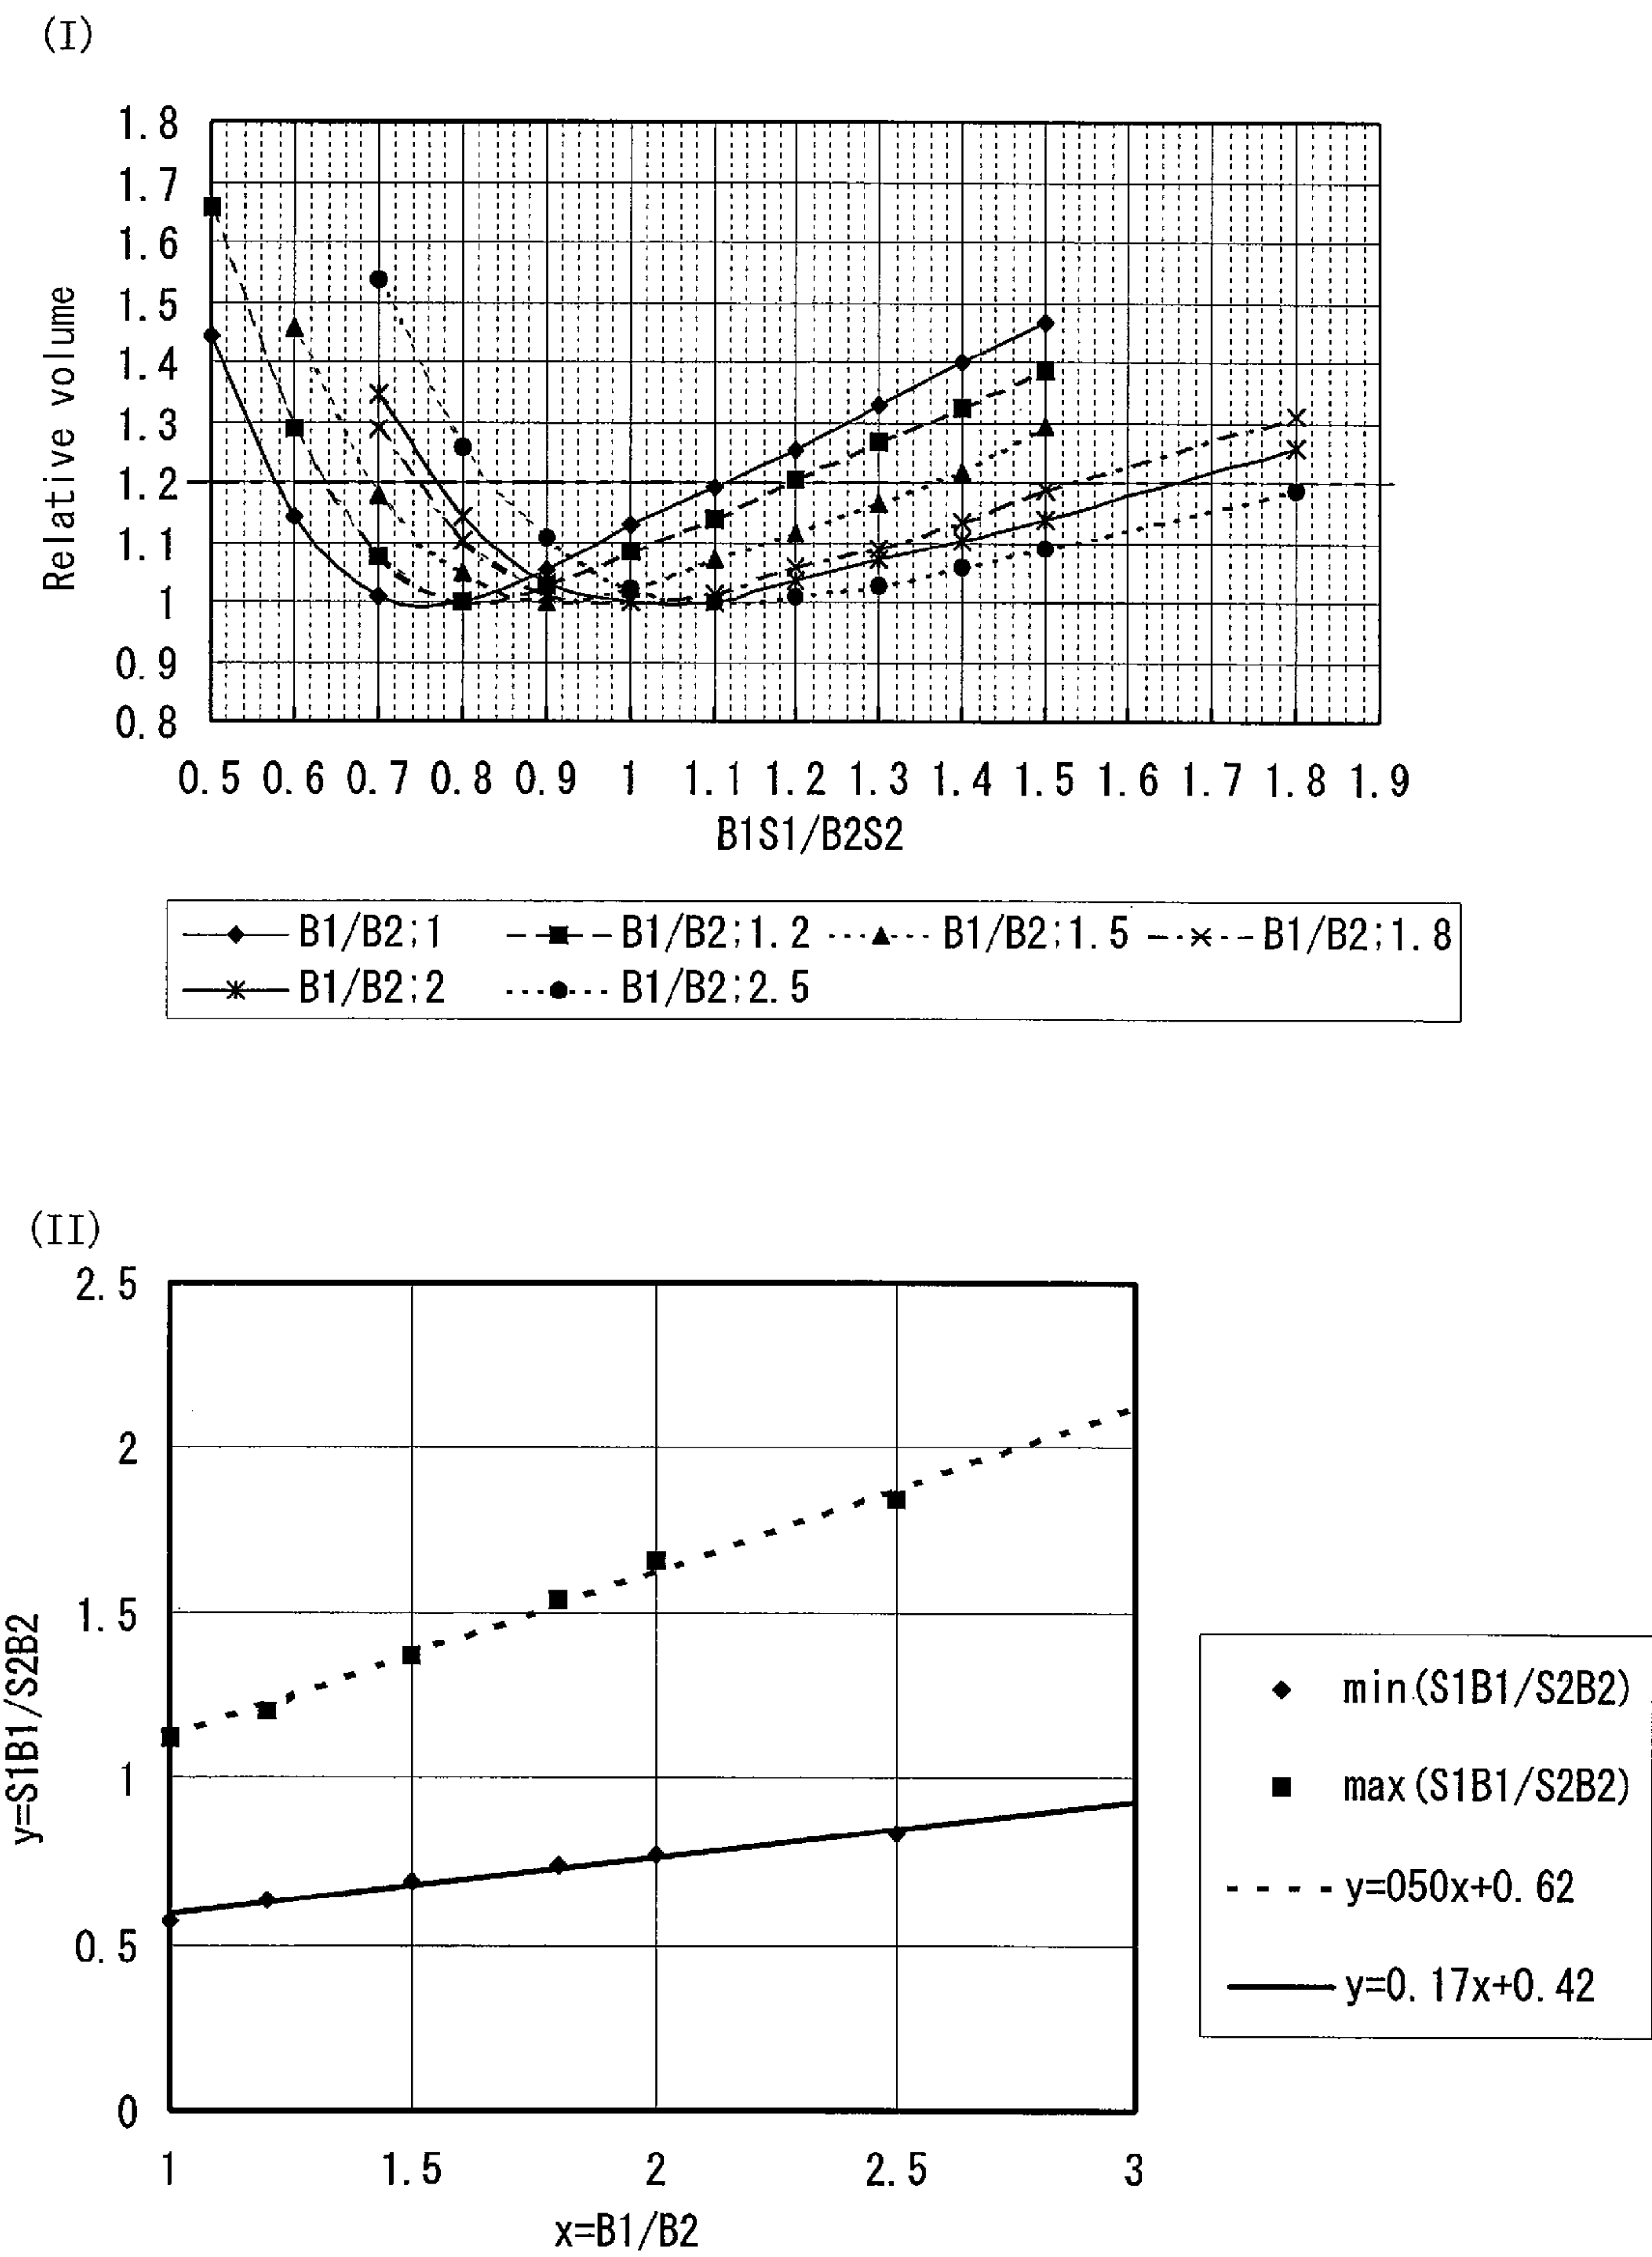 (I)
1.8
1.7
1.6
1.5
1.4
1.3
1.2
1.1
1
0.9
0.8
Relative volume
0.5 0.6 0.7 0.8 0.9 1 1.1 1.2 1.3 1.4 1.5 1.6 1.7 1.8 1.9
B1S1/B2S2
B1/B2;1 B1/B2;1.2 B1/B2;1.5 B1/B2;1.8
B1/B2;2 B1/B2;2.5
(II)
2.5
2
1.5
1
0.5
0
y=S1B1/S2B2
1 1.5 2 2.5 3
x=B1/B2
min(S1B1/S2B2)
max(S1B1/S2B2)
y=050x+0.62
y=0.17x+0.42